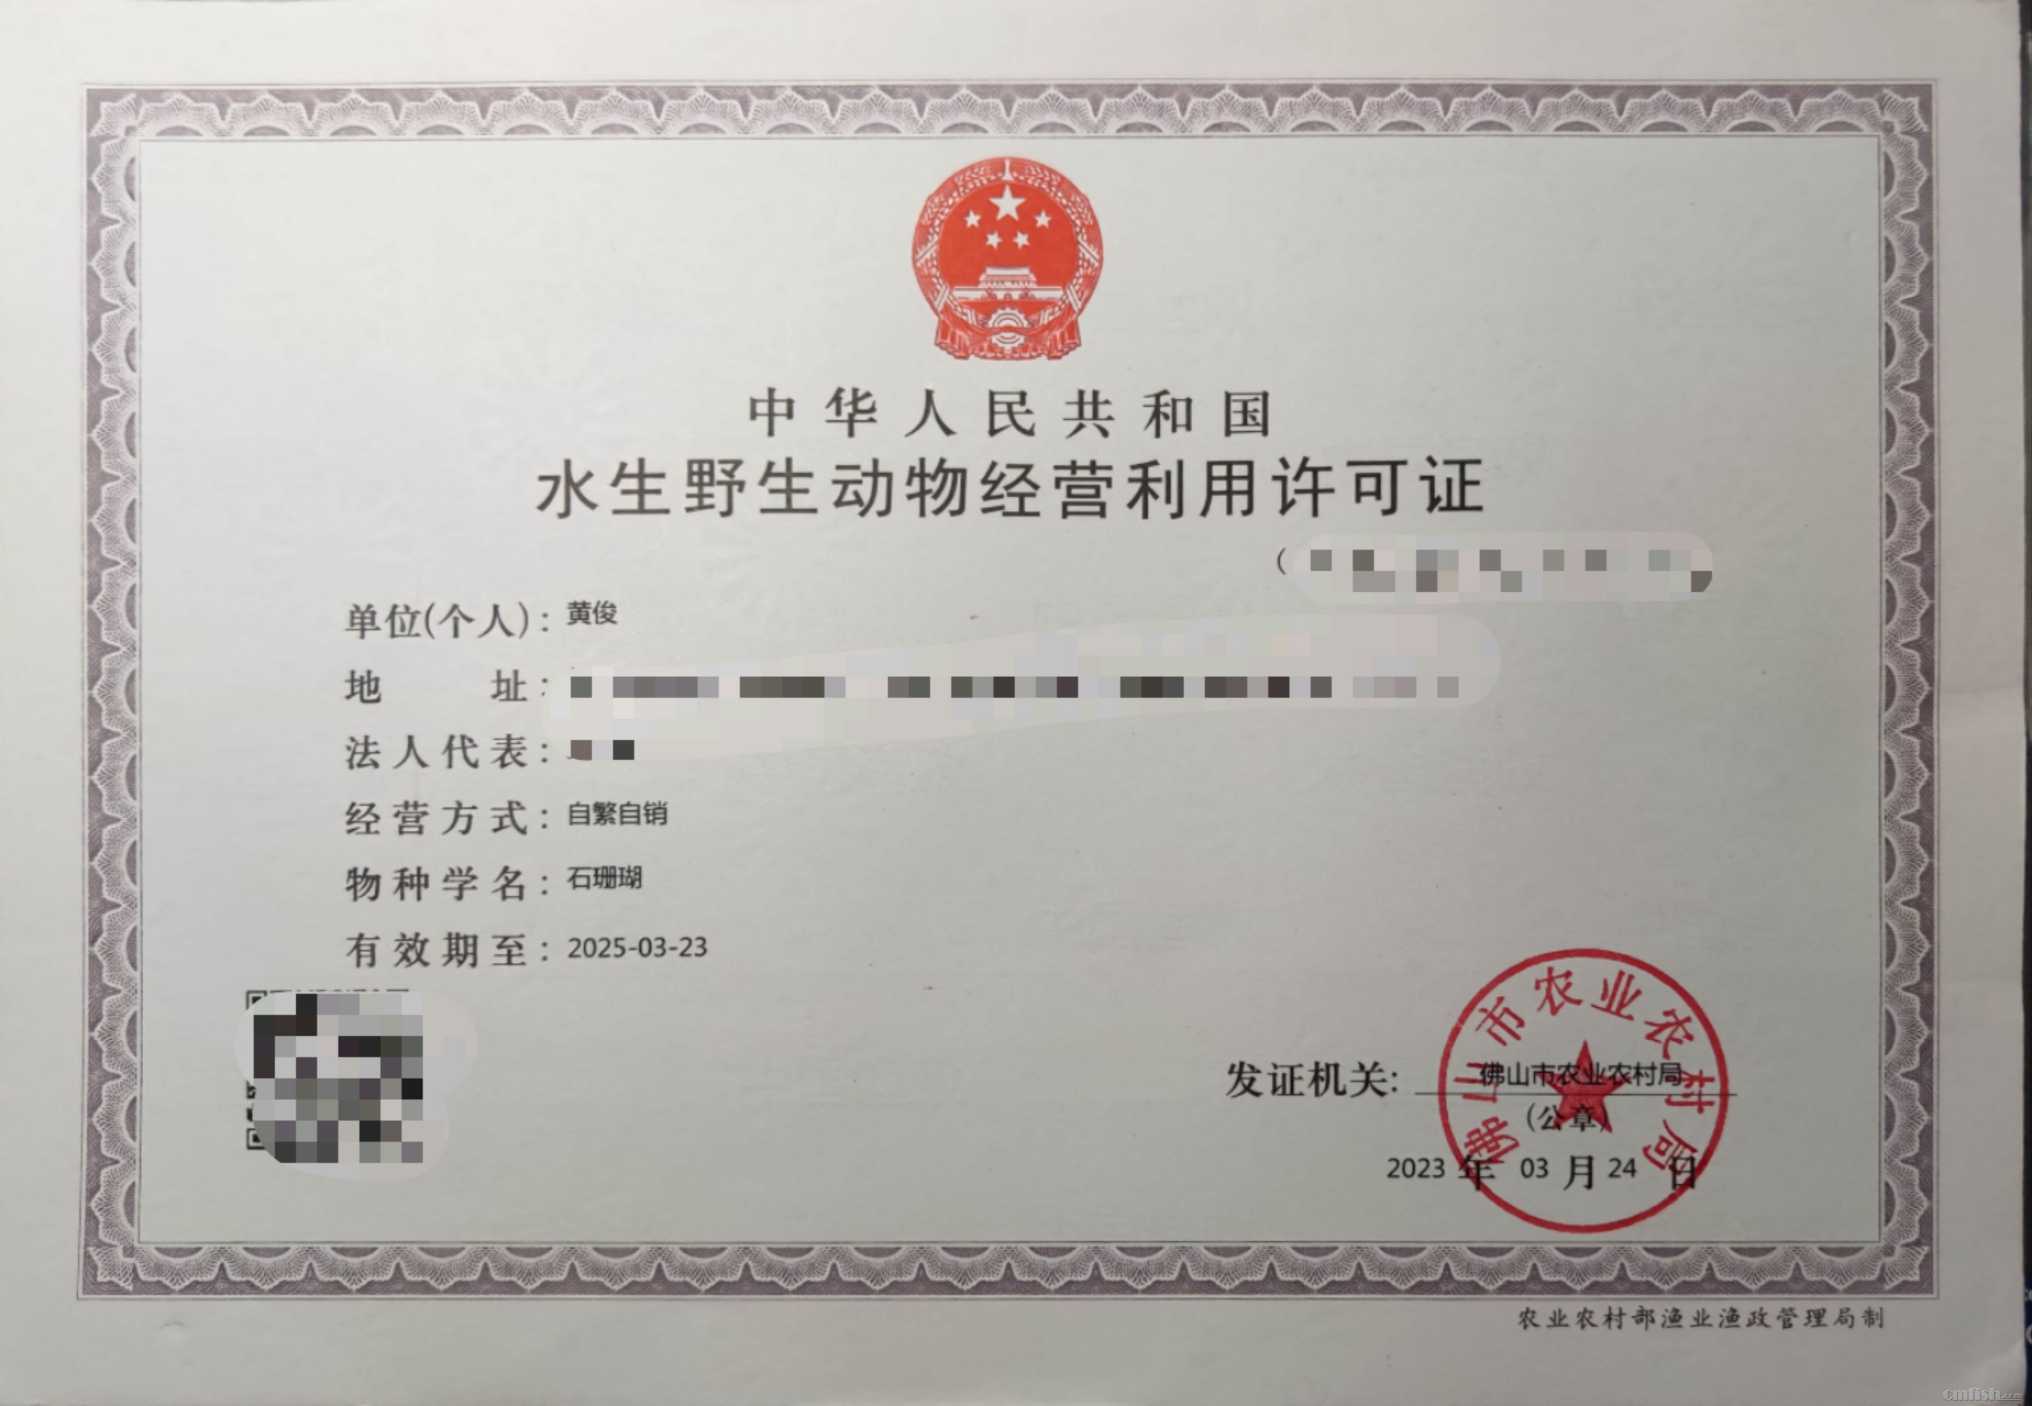 中华人民共和国
水生野生动物经营利用许可证
(
单位(个人)：黄俊
地址：
法人代表：
经营方式：自繁自销
物种学名：石珊瑚
有效期至：2025-03-23
发证机关：佛山市农业农村局
(公章)
佛山市农业农村局
2023 年 03 月 24 日
农业农村部渔业渔政管理局制
cmfish.com